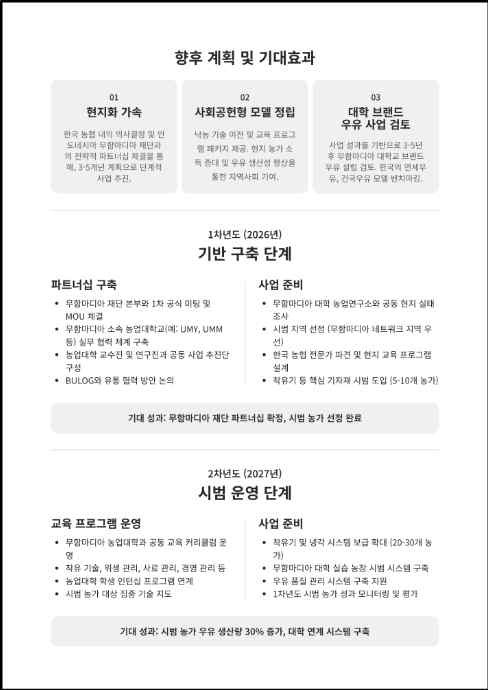 향후 계획 및 기대효과
01
현지화 가속
한국 농협 내의 의사결정 및 인
도네시아 무함마디아 재단과
의 전략적 파트너십 체결을 통
해, 3-5개년 계획으로 단계적
사업 추진.
02
사회공헌형 모델 정립
낙농 기술 이전 및 교육 프로그
램 패키지 제공. 현지 농가 소
득 증대 및 우유 생산성 향상을
통한 지역사회 기여.
03
대학 브랜드
우유 사업 검토
사업 성과를 기반으로 3-5년
후 무함마디아 대학교 브랜드
우유 설립 검토. 한국의 연세우
유, 건국우유 모델 벤치마킹.
1차년도 (2026년)
기반 구축 단계
파트너십 구축
• 무함마디아 재단 본부와 1차 공식 미팅 및
MOU 체결
• 무함마디아 소속 농업대학교(예: UMY, UMM
등) 실무 협력 체계 구축
• 농업대학 교수진 및 연구진과 공동 사업 추진단
구성
• BULOG와 유통 협력 방안 논의
사업 준비
• 무함마디아 대학 농업연구소와 공동 현지 실태
조사
• 시범 지역 선정 (무함마디아 네트워크 지역 우
선)
• 한국 농협 전문가 파견 및 현지 교육 프로그램
설계
• 착유기 등 핵심 기자재 시범 도입 (5-10개 농가)
기대 성과: 무함마디아 재단 파트너십 확정, 시범 농가 선정 완료
2차년도 (2027년)
시범 운영 단계
교육 프로그램 운영
• 무함마디아 농업대학과 공동 교육 커리큘럼 운
영
• 착유 기술, 위생 관리, 사료 관리, 경영 관리 등
• 농업대학 학생 인턴십 프로그램 연계
• 시범 농가 대상 집중 기술 지도
사업 준비
• 착유기 및 냉각 시스템 보급 확대 (20-30개 농
가)
• 무함마디아 대학 실습 농장 시범 시스템 구축
• 우유 품질 관리 시스템 구축 지원
• 1차년도 시범 농가 성과 모니터링 및 평가
기대 성과: 시범 농가 우유 생산량 30% 증가, 대학 연계 시스템 구축